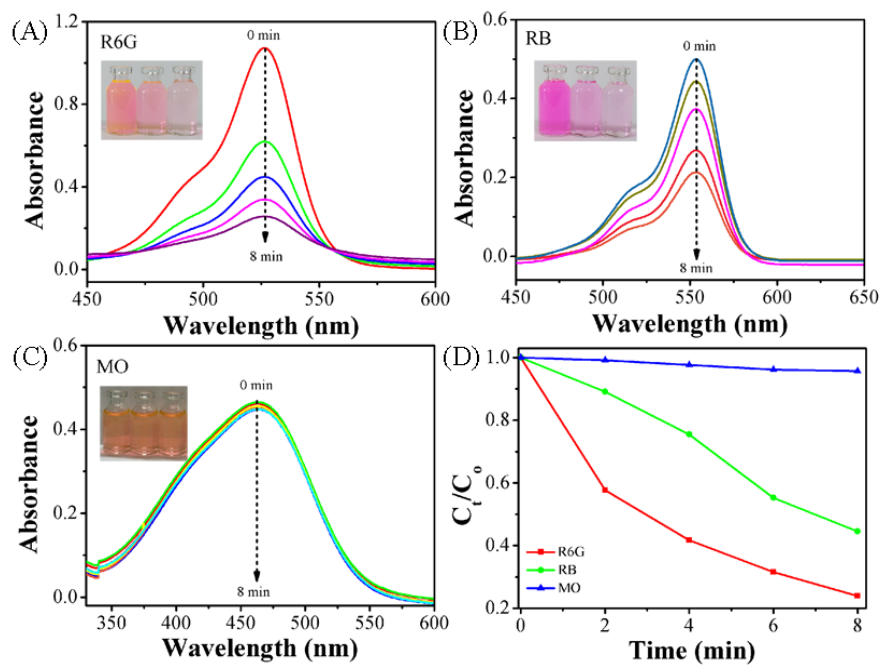 (A)
R6G
0 min
8 min
1.2
0.8
0.4
0.0
450
500
550
600
Absorbance
Wavelength (nm)
(B)
RB
0 min
8 min
0.6
0.4
0.2
0.0
450
500
550
600
650
Absorbance
Wavelength (nm)
(C)
MO
0 min
8 min
0.6
0.4
0.2
0.0
350
400
450
500
550
600
Absorbance
Wavelength (nm)
(D)
1.0
0.8
0.6
0.4
0.2
0
2
4
6
8
Cₜ/Cₒ
R6G
RB
MO
Time (min)